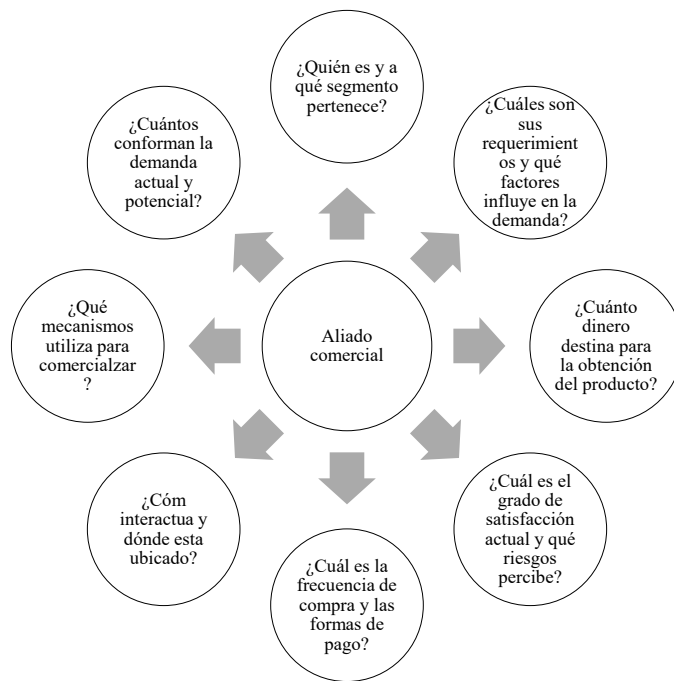 ¿Quién es y a
qué segmento
pertenece?
¿Cuáles son
sus
requerimient
os y qué
factores
influye en la
demanda?
¿Cuánto
dinero
destina para
la obtención
del producto?
¿Cuál es el
grado de
satisfacción
actual y qué
riesgos
percibe?
¿Cuál es la
frecuencia de
compra y las
formas de
pago?
¿Cóm
interactua y
dónde esta
ubicado?
¿Qué
mecanismos
utiliza para
comercialzar
?
¿Cuántos
conforman la
demanda
actual y
potencial?
Aliado
comercial